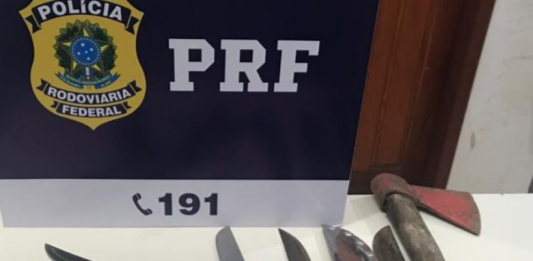 POLÍCIA
RODOVIÁRIA
FEDERAL
PRF
191